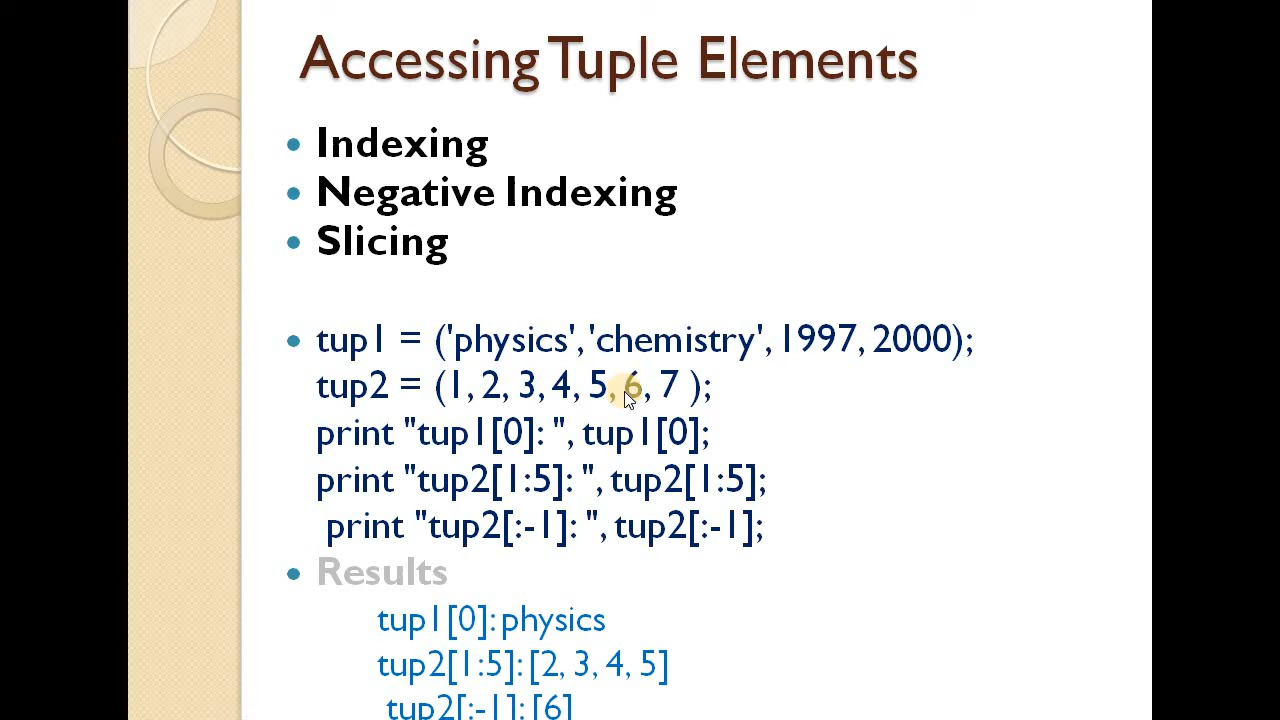 Accessing Tuple Elements
• Indexing
• Negative Indexing
• Slicing
• tup1 = ('physics', 'chemistry', 1997, 2000);
tup2 = (1, 2, 3, 4, 5, 6, 7 );
print "tup1[0]: ", tup1[0];
print "tup2[1:5]: ", tup2[1:5];
print "tup2[:-1]: ", tup2[:-1];
• Results
tup1[0]: physics
tup2[1:5]: [2, 3, 4, 5]
tup2[:-1]: [6]